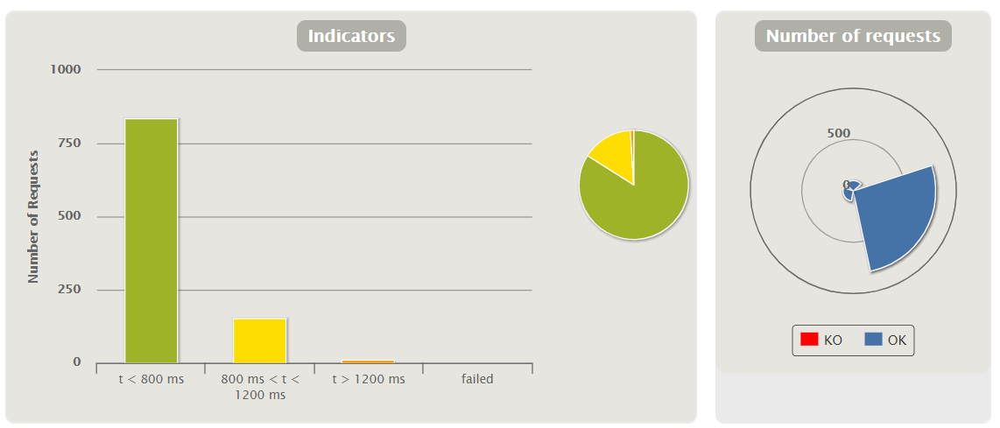 Indicators
Number of Requests
1000
750
500
250
0
t < 800 ms
800 ms < t <
1200 ms
t > 1200 ms
failed
Number of requests
500
0
KO
OK